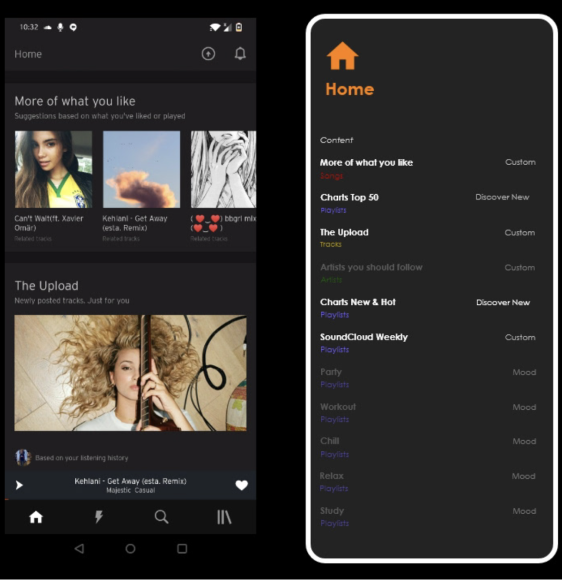 10:32
Home
More of what you like
Suggestions based on what you've liked or played
Can't Wait(ft. Xavier
Omär)
Related tracks
Kehlani - Get Away
(esta. Remix)
Related tracks
(♥️_♥️) bbqrl mix
(♥️_♥️)
Related tracks
The Upload
Newly posted tracks. Just for you
Based on your listening history
Kehlani - Get Away (esta. Remix)
Majestic Casual
Home
Content
More of what you like Custom
Songs
Charts Top 50 Discover New
Playlists
The Upload Custom
Tracks
Artists you should follow Custom
Artists
Charts New & Hot Discover New
Playlists
SoundCloud Weekly Custom
Playlists
Party Mood
Playlists
Workout Mood
Playlists
Chill Mood
Playlists
Relax Mood
Playlists
Study Mood
Playlists